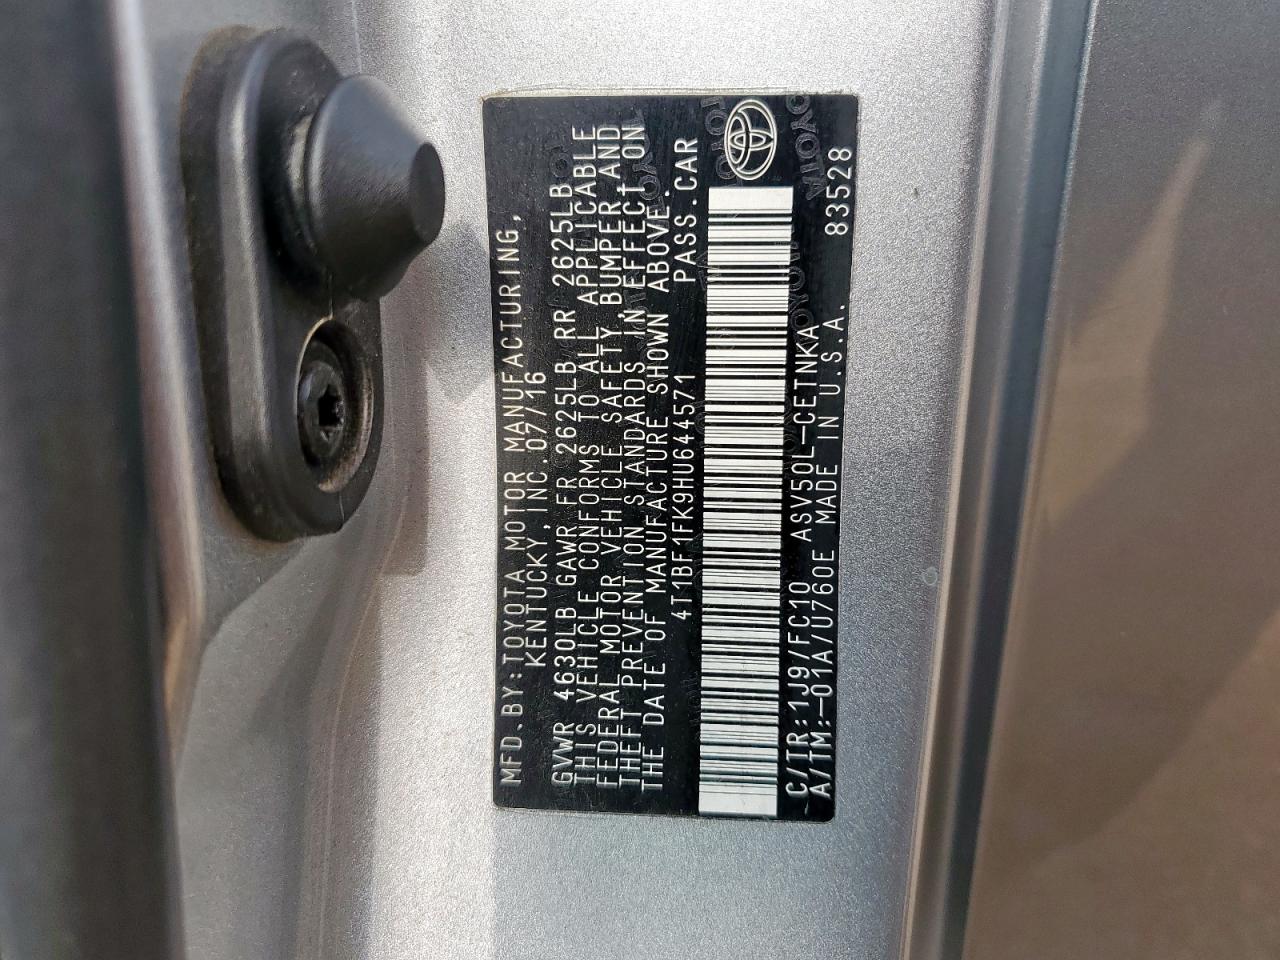 MFD.BY:TOYOTA MOTOR MANUFACTURING,
KENTUCKY,INC.07/16
GVWR 4630LB GAWR FR 2625LB RR 2625LB
THIS VEHICLE CONFORMS TO ALL APPLICABLE
FEDERAL MOTOR VEHICLE SAFETY,BUMPER,AND
THEFT PREVENTION STANDARDS IN EFFECT ON
THE DATE OF MANUFACTURE SHOWN ABOVE.
4T1BF1FK9HU644571 PASS.CAR
C/TR:1J9/FC10 ASV50L-CETNKA
A/TM:-01A/U760E MADE IN U.S.A. 83528